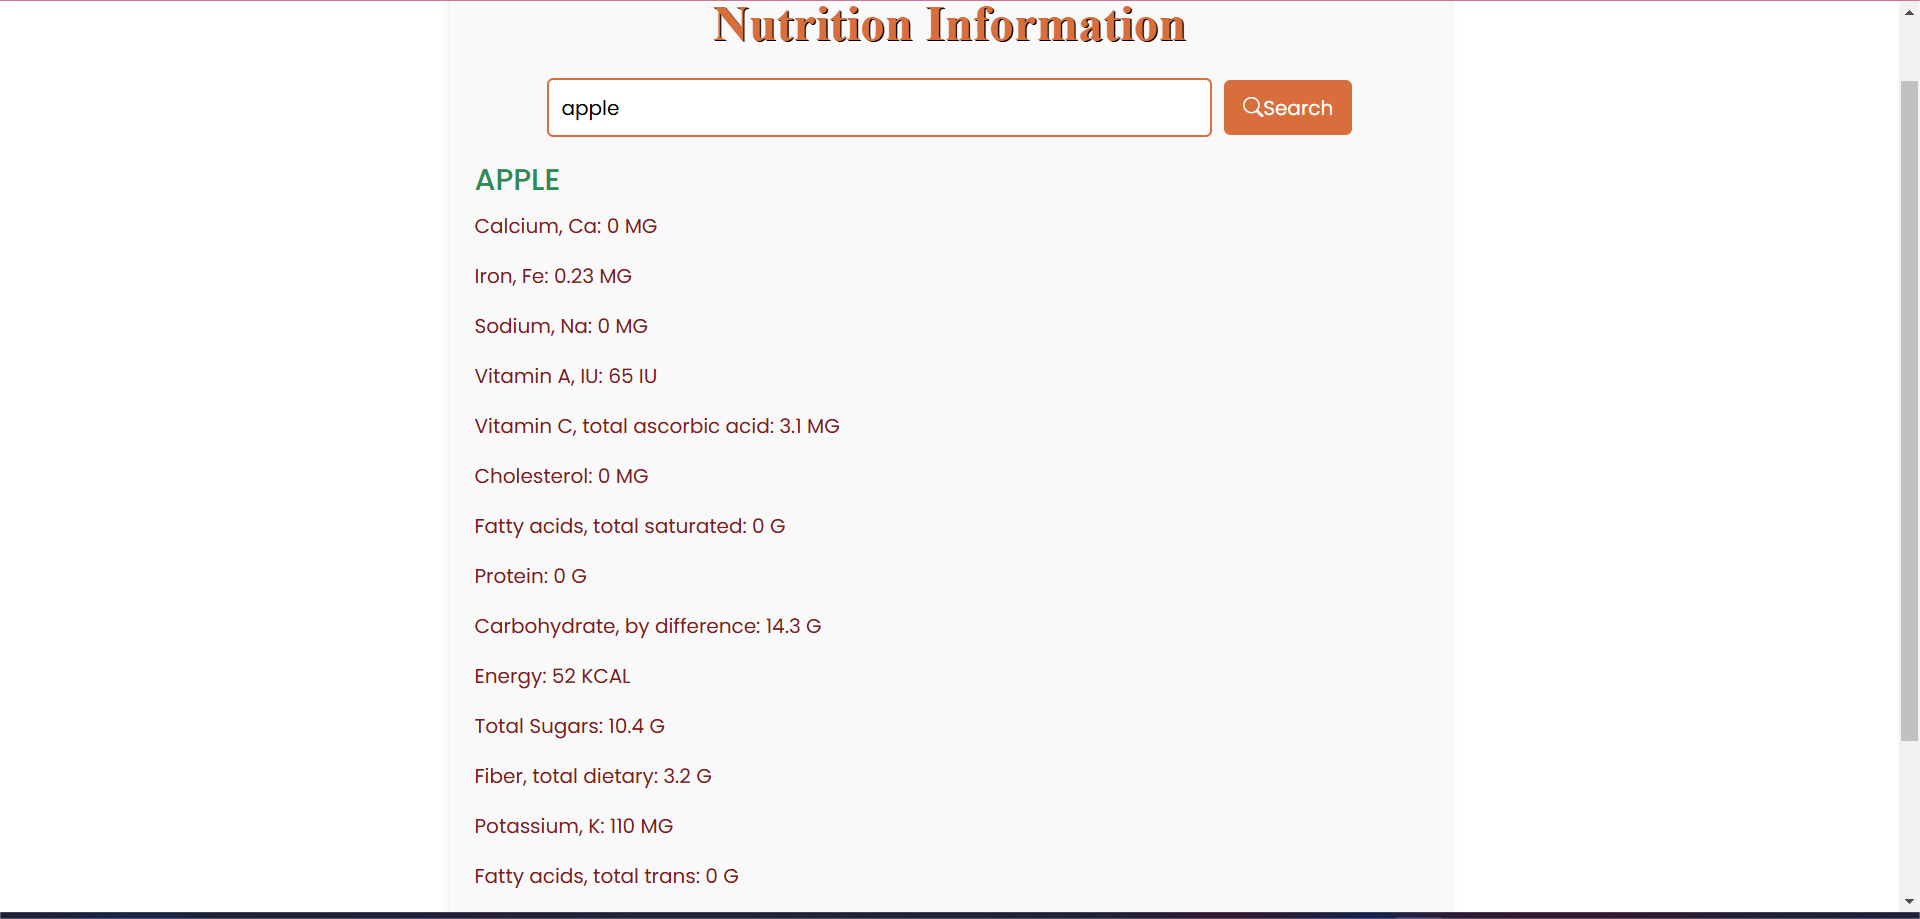 Nutrition Information
apple
Search
APPLE
Calcium, Ca: 0 MG
Iron, Fe: 0.23 MG
Sodium, Na: 0 MG
Vitamin A, IU: 65 IU
Vitamin C, total ascorbic acid: 3.1 MG
Cholesterol: 0 MG
Fatty acids, total saturated: 0 G
Protein: 0 G
Carbohydrate, by difference: 14.3 G
Energy: 52 KCAL
Total Sugars: 10.4 G
Fiber, total dietary: 3.2 G
Potassium, K: 110 MG
Fatty acids, total trans: 0 G